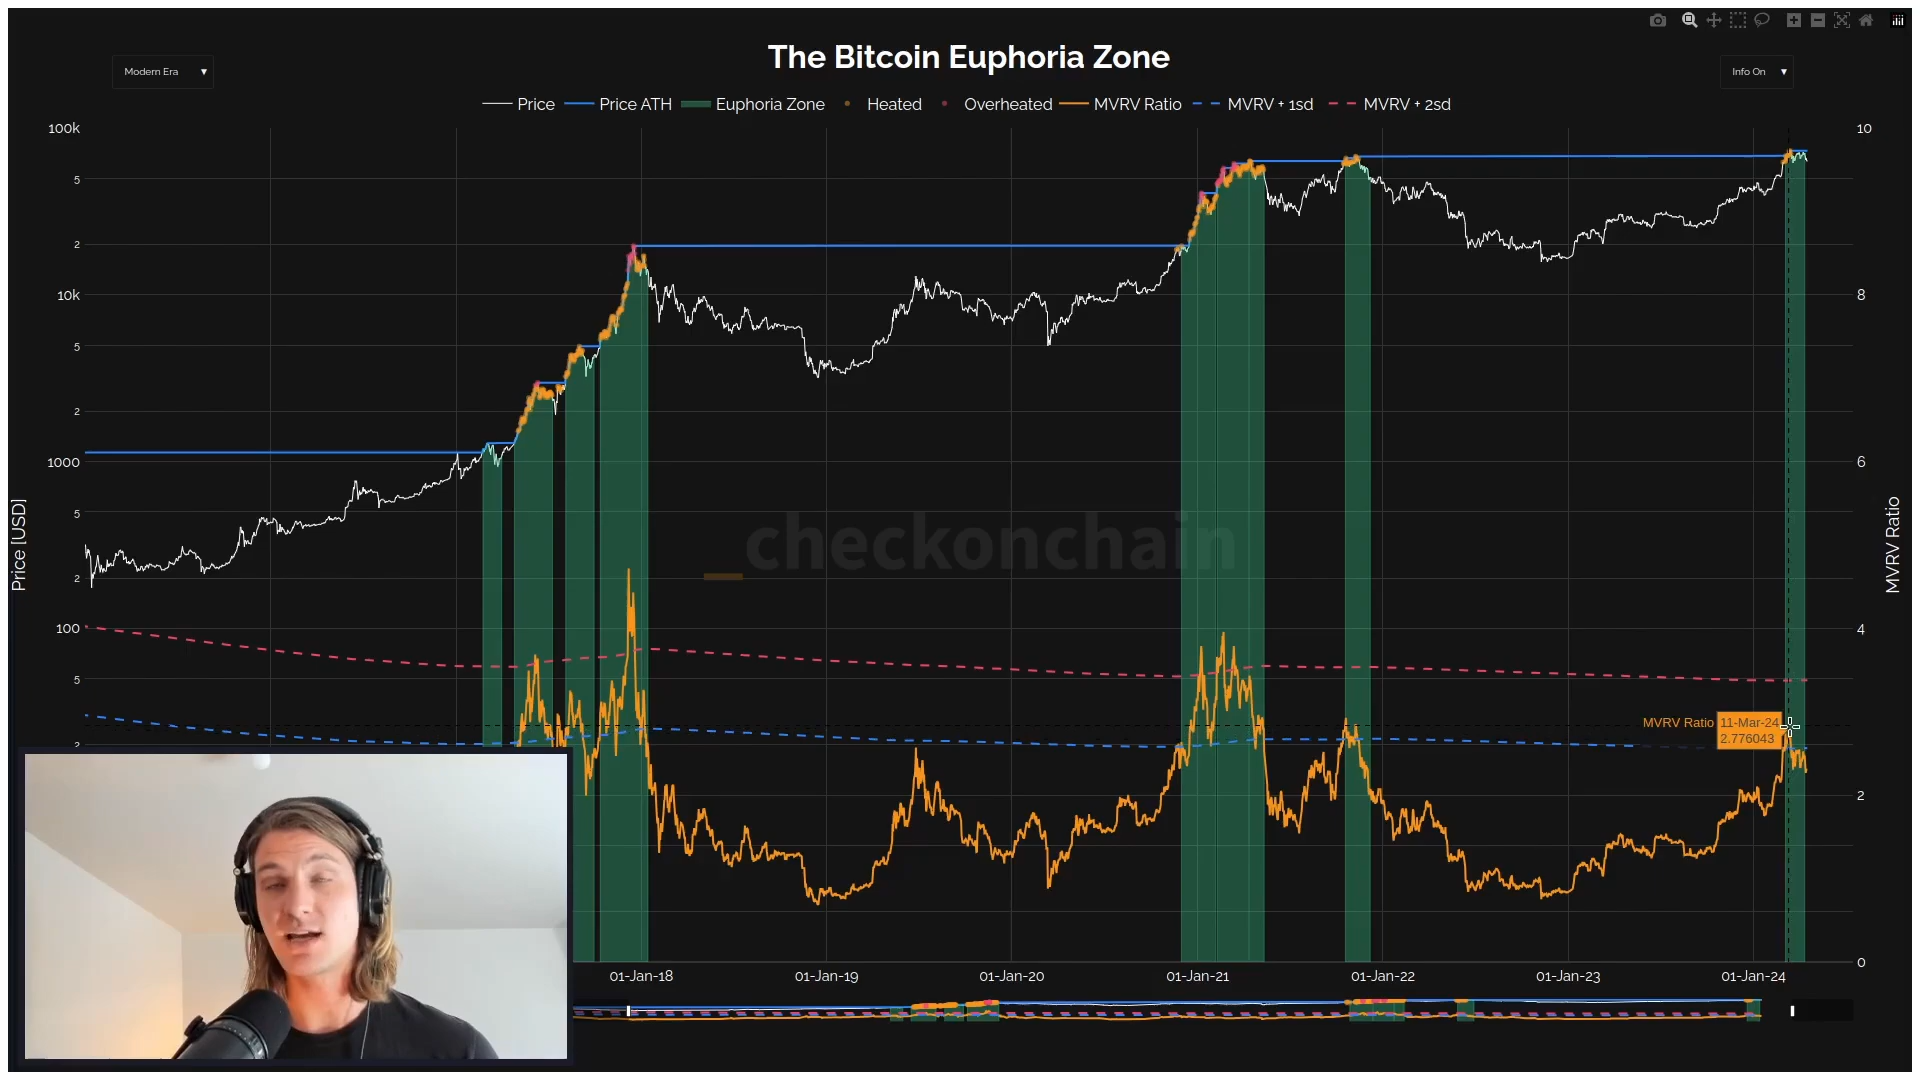 The Bitcoin Euphoria Zone
Modern Era ▼
Info On ▼
Price Price ATH Euphoria Zone Heated Overheated MVRV Ratio MVRV + 1sd MVRV + 2sd
100k
5
2
10k
5
2
1000
5
2
100
5
2
Price [USD]
10
8
6
4
2
0
MVRV Ratio
checkonchain
MVRV Ratio 11-Mar-24
2.776043
01-Jan-18 01-Jan-19 01-Jan-20 01-Jan-21 01-Jan-22 01-Jan-23 01-Jan-24